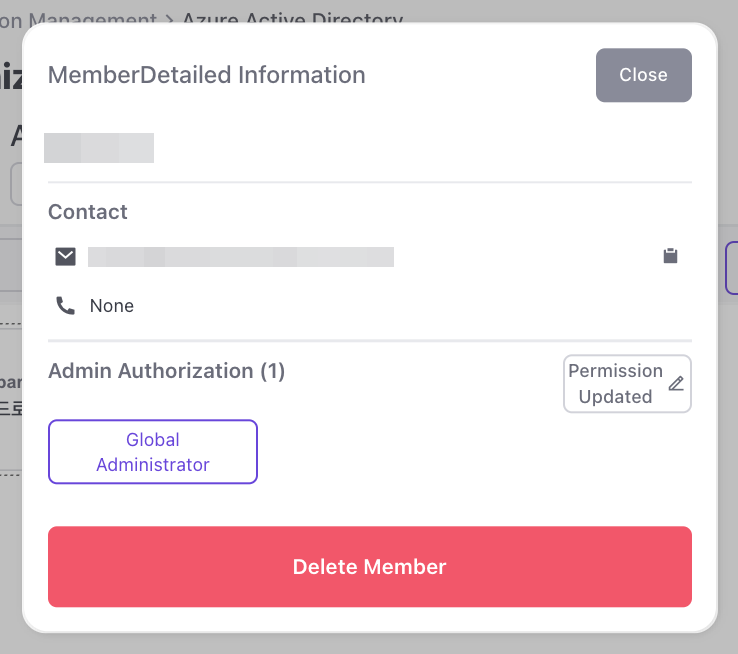 on Management > Azure Active Directory
MemberDetailed Information
Close
Contact
None
Admin Authorization (1)
Permission
Updated
Global
Administrator
Delete Member